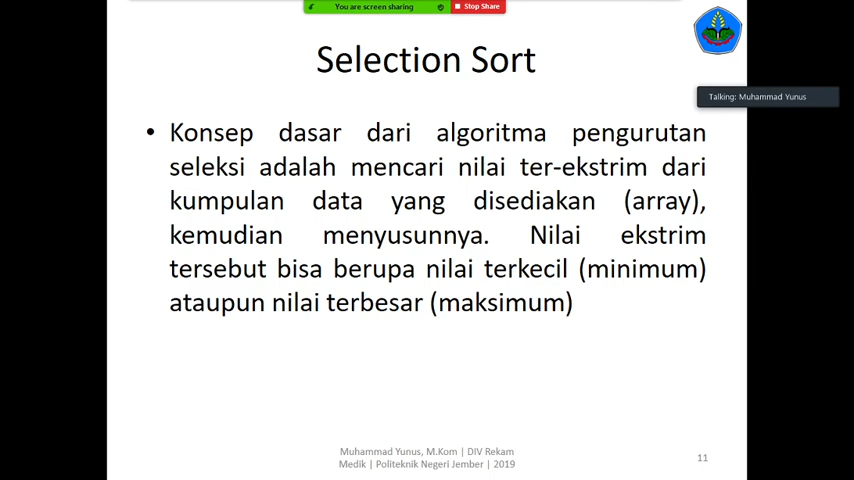 You are screen sharing
Stop Share
Selection Sort
Talking: Muhammad Yunus
• Konsep dasar dari algoritma pengurutan
seleksi adalah mencari nilai ter-ekstrim dari
kumpulan data yang disediakan (array),
kemudian menyusunnya. Nilai ekstrim
tersebut bisa berupa nilai terkecil (minimum)
ataupun nilai terbesar (maksimum)
Muhammad Yunus, M.Kom | DIV Rekam
Medik | Politeknik Negeri Jember | 2019
11